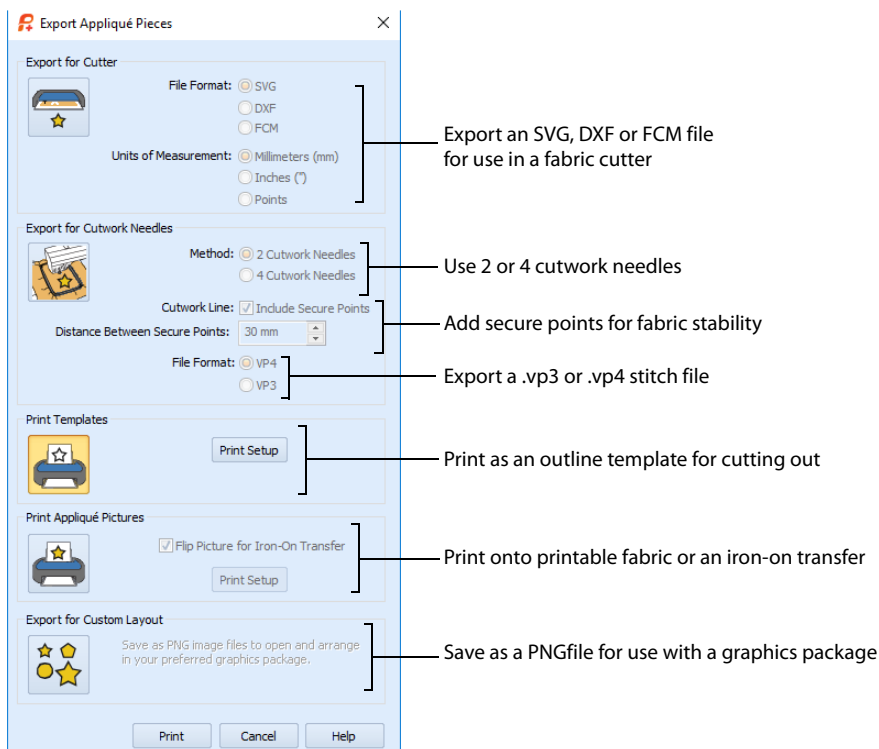 Export Appliqué Pieces
Export for Cutter
File Format: SVG
DXF
FCM
Units of Measurement: Millimeters (mm)
Inches (")
Points
Export an SVG, DXF or FCM file
for use in a fabric cutter
Export for Cutwork Needles
Method: 2 Cutwork Needles
4 Cutwork Needles
Use 2 or 4 cutwork needles
Cutwork Line: Include Secure Points
Distance Between Secure Points: 30 mm
Add secure points for fabric stability
File Format: VP4
VP3
Export a .vp3 or .vp4 stitch file
Print Templates
Print Setup
Print as an outline template for cutting out
Print Appliqué Pictures
Flip Picture for Iron-On Transfer
Print Setup
Print onto printable fabric or an iron-on transfer
Export for Custom Layout
Save as PNG image files to open and arrange
in your preferred graphics package.
Save as a PNGfile for use with a graphics package
Print Cancel Help